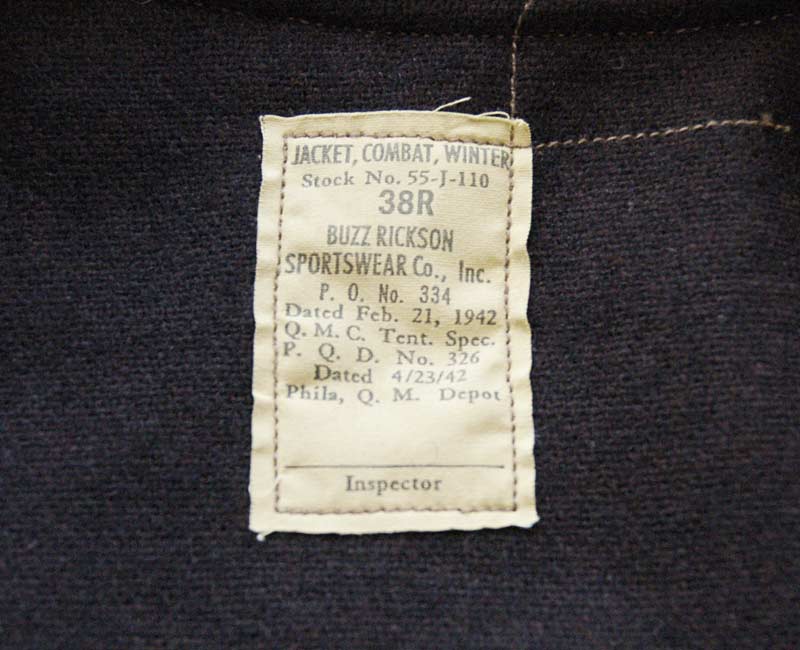 JACKET, COMBAT, WINTER
Stock No. 55-J-110
38R
BUZZ RICKSON
SPORTSWEAR Co., Inc.
P. O. No. 334
Dated Feb. 21, 1942
Q. M. C. Tent. Spec.
P. Q. D. No. 326
Dated 4/23/42
Phila, Q. M. Depot
Inspector